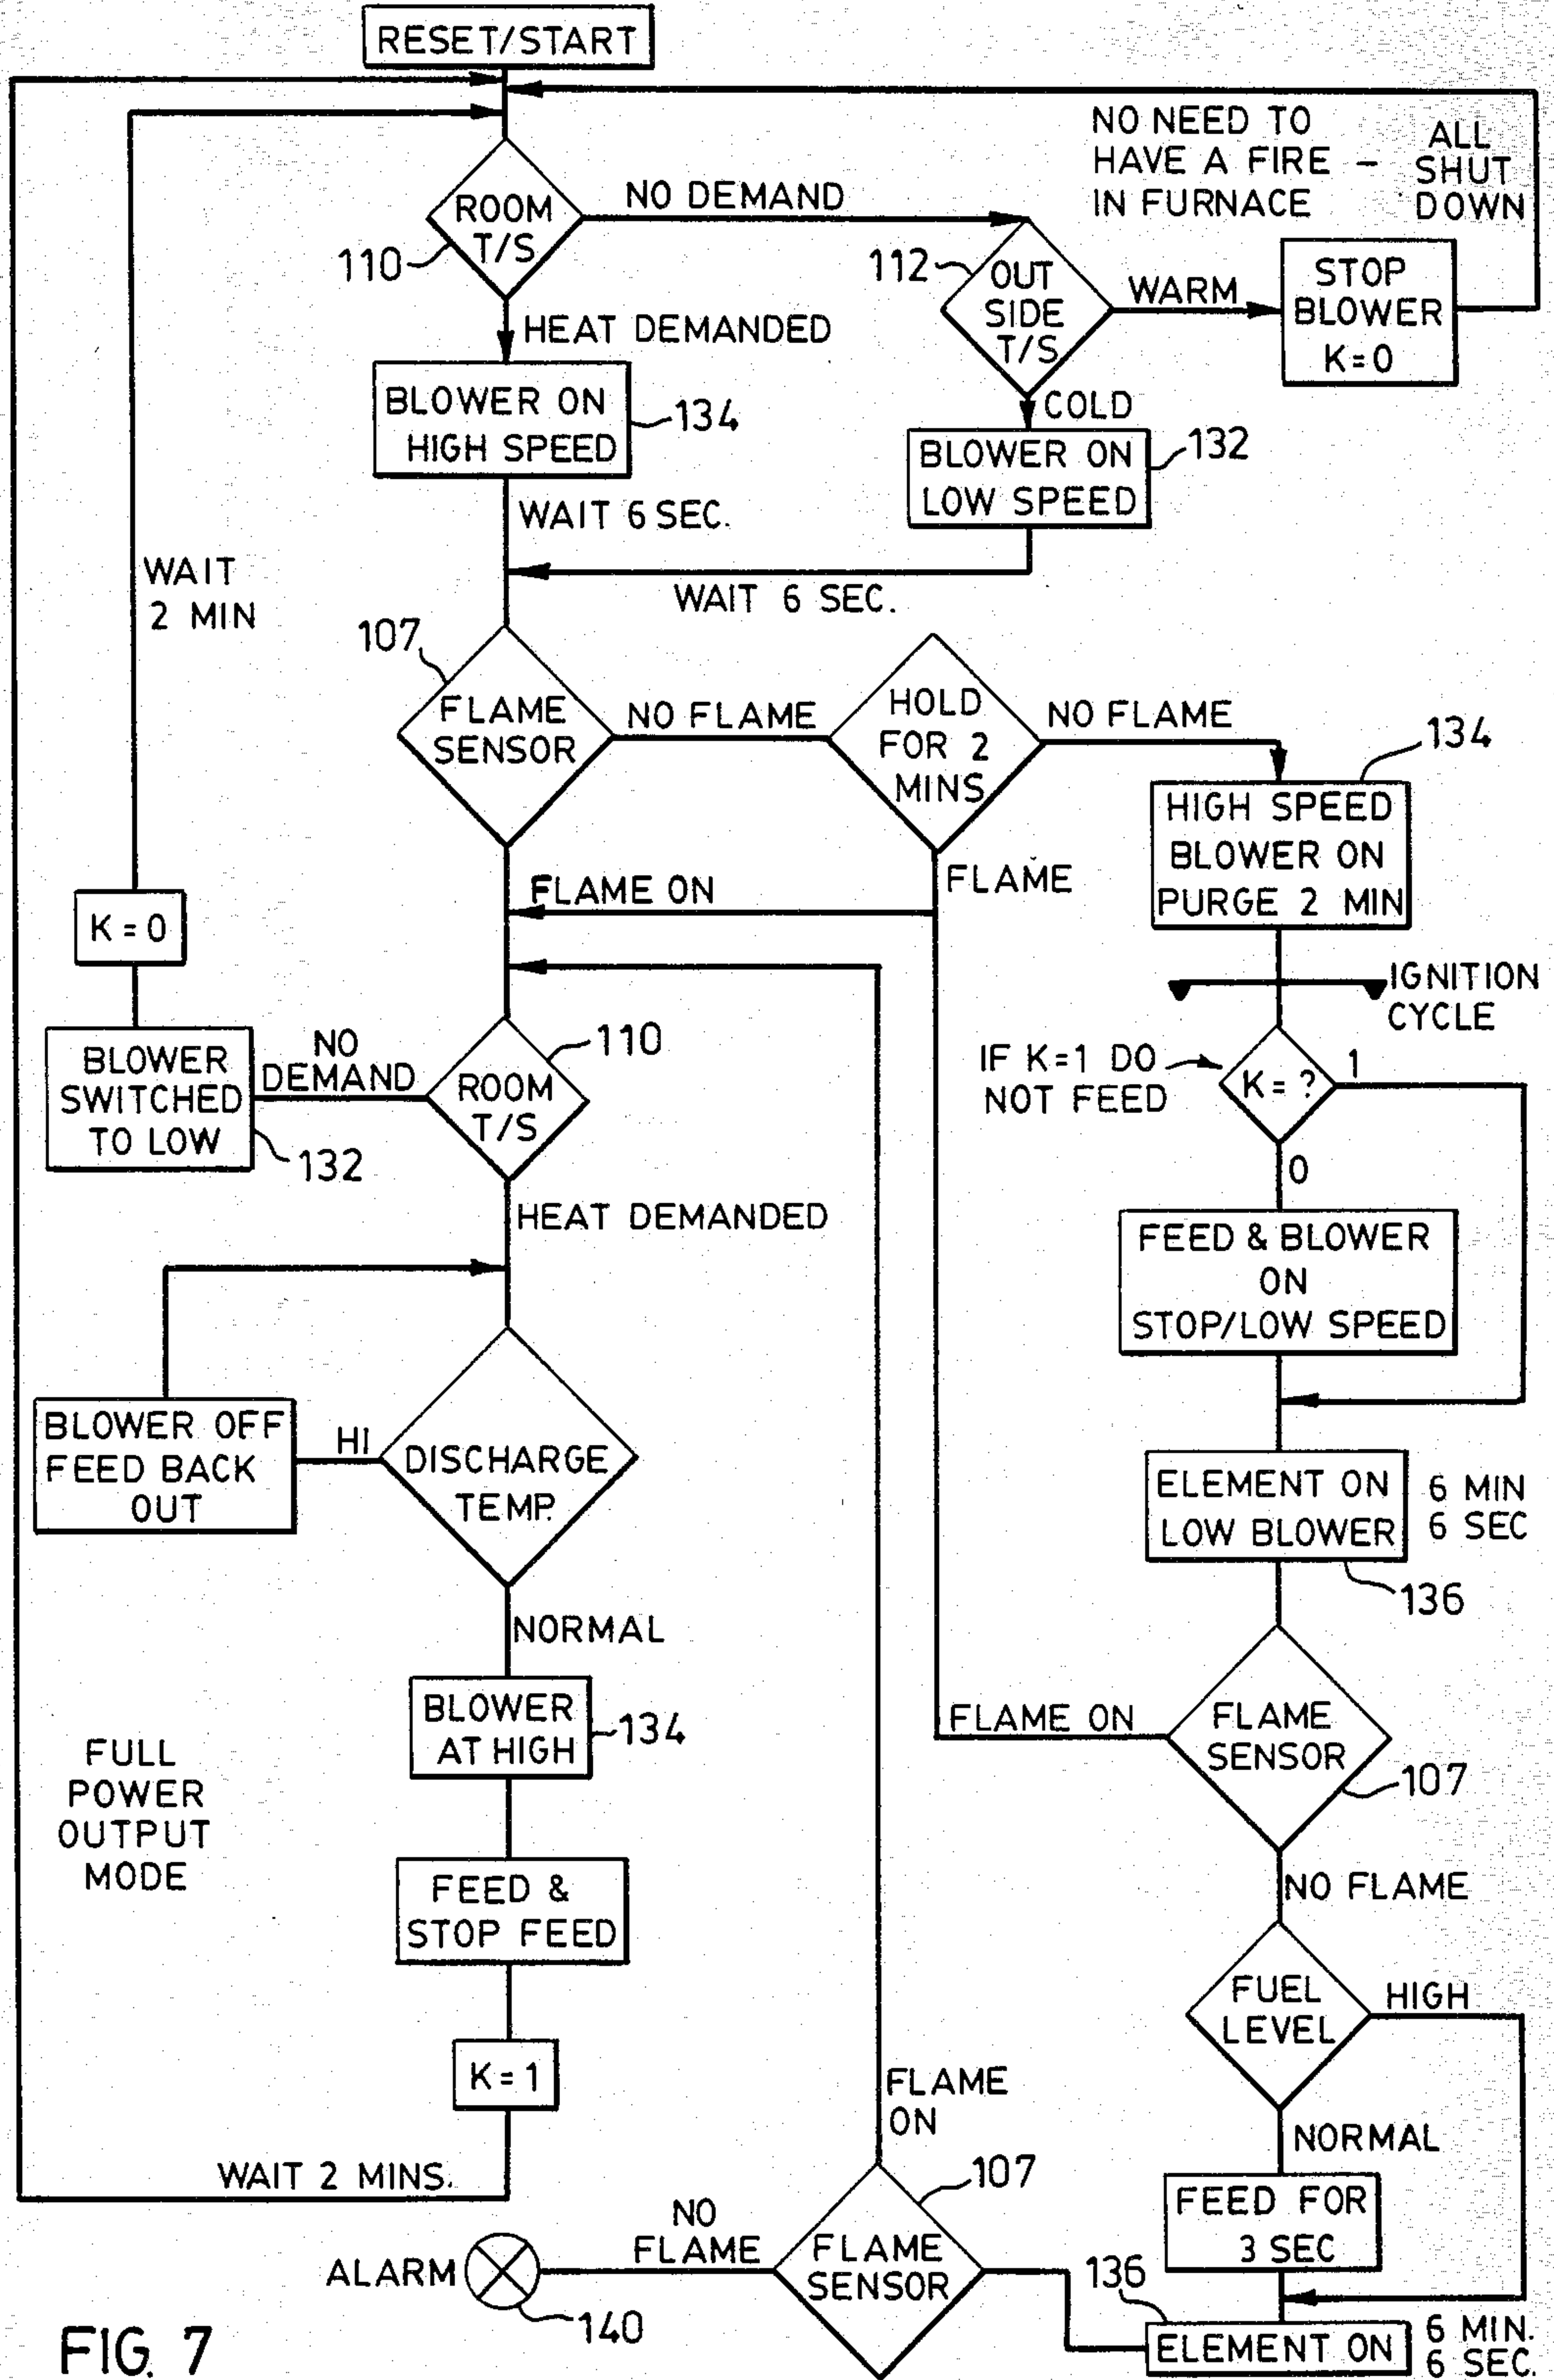 RESET/START
NO NEED TO
HAVE A FIRE -
IN FURNACE
ALL
SHUT
DOWN
ROOM
T/S
110
NO DEMAND
112
OUT
SIDE
T/S
WARM
STOP
BLOWER
K=0
HEAT DEMANDED
COLD
BLOWER ON
HIGH SPEED
134
BLOWER ON
LOW SPEED
132
WAIT 6 SEC.
WAIT 6 SEC.
WAIT
2 MIN
107
FLAME
SENSOR
NO FLAME
HOLD
FOR 2
MINS
NO FLAME
134
HIGH SPEED
BLOWER ON
PURGE 2 MIN
FLAME ON
FLAME
K=0
IGNITION
CYCLE
BLOWER
SWITCHED
TO LOW
132
NO
DEMAND
ROOM
T/S
110
IF K=1 DO
NOT FEED
K=?
1
0
HEAT DEMANDED
FEED & BLOWER
ON
STOP/LOW SPEED
BLOWER OFF
FEED BACK
OUT
HI
DISCHARGE
TEMP.
ELEMENT ON
LOW BLOWER
6 MIN
6 SEC
136
NORMAL
BLOWER
AT HIGH
134
FLAME ON
FLAME
SENSOR
107
FULL
POWER
OUTPUT
MODE
FEED &
STOP FEED
NO FLAME
FUEL
LEVEL
HIGH
K=1
FLAME
ON
NORMAL
WAIT 2 MINS.
FEED FOR
3 SEC
ALARM
140
NO
FLAME
FLAME
SENSOR
107
136
ELEMENT ON
6 MIN.
6 SEC.
FIG. 7